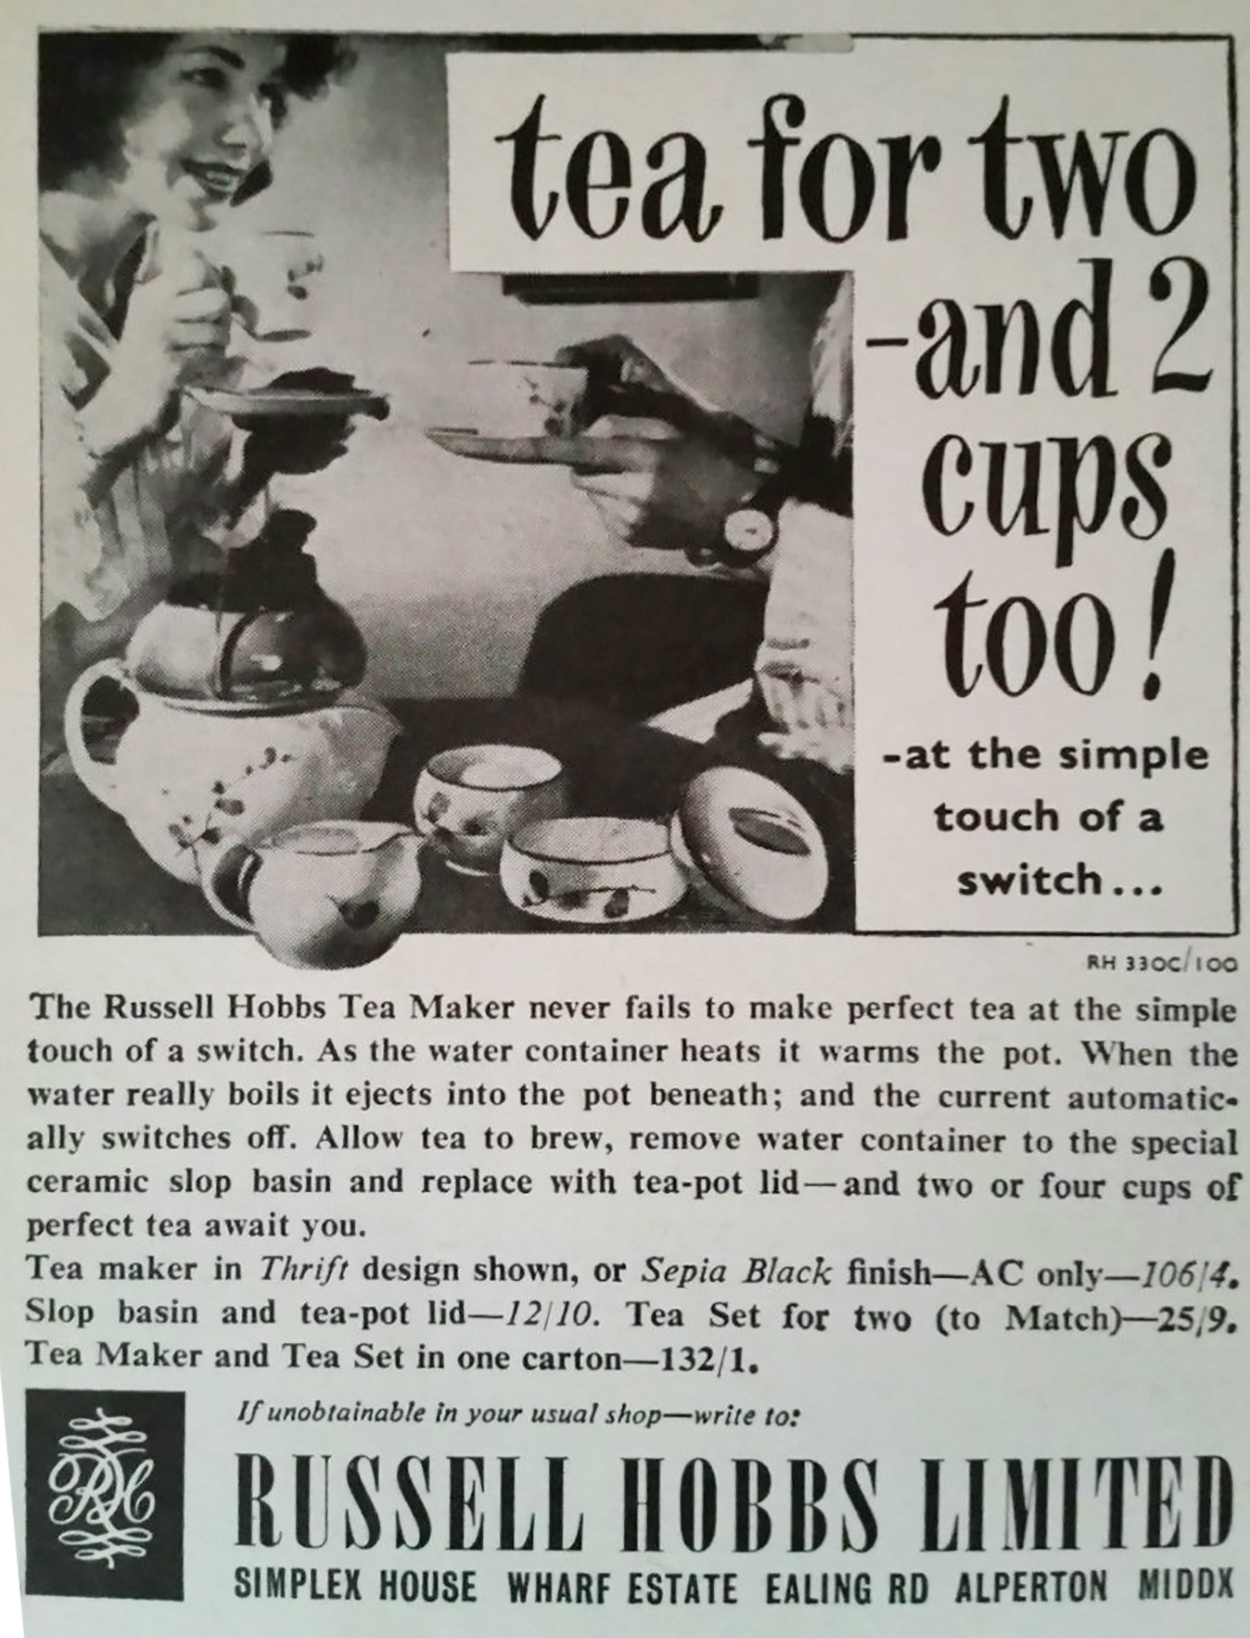 tea for two
-and 2
cups
too!
-at the simple
touch of a
switch...
RH 330C/100
The Russell Hobbs Tea Maker never fails to make perfect tea at the simple
touch of a switch. As the water container heats it warms the pot. When the
water really boils it ejects into the pot beneath; and the current automatic-
ally switches off. Allow tea to brew, remove water container to the special
ceramic slop basin and replace with tea-pot lid—and two or four cups of
perfect tea await you.
Tea maker in Thrift design shown, or Sepia Black finish—AC only—106/4.
Slop basin and tea-pot lid—12/10. Tea Set for two (to Match)—25/9.
Tea Maker and Tea Set in one carton—132/1.
If unobtainable in your usual shop—write to:
RH
RUSSELL HOBBS LIMITED
SIMPLEX HOUSE WHARF ESTATE EALING RD ALPERTON MIDDX